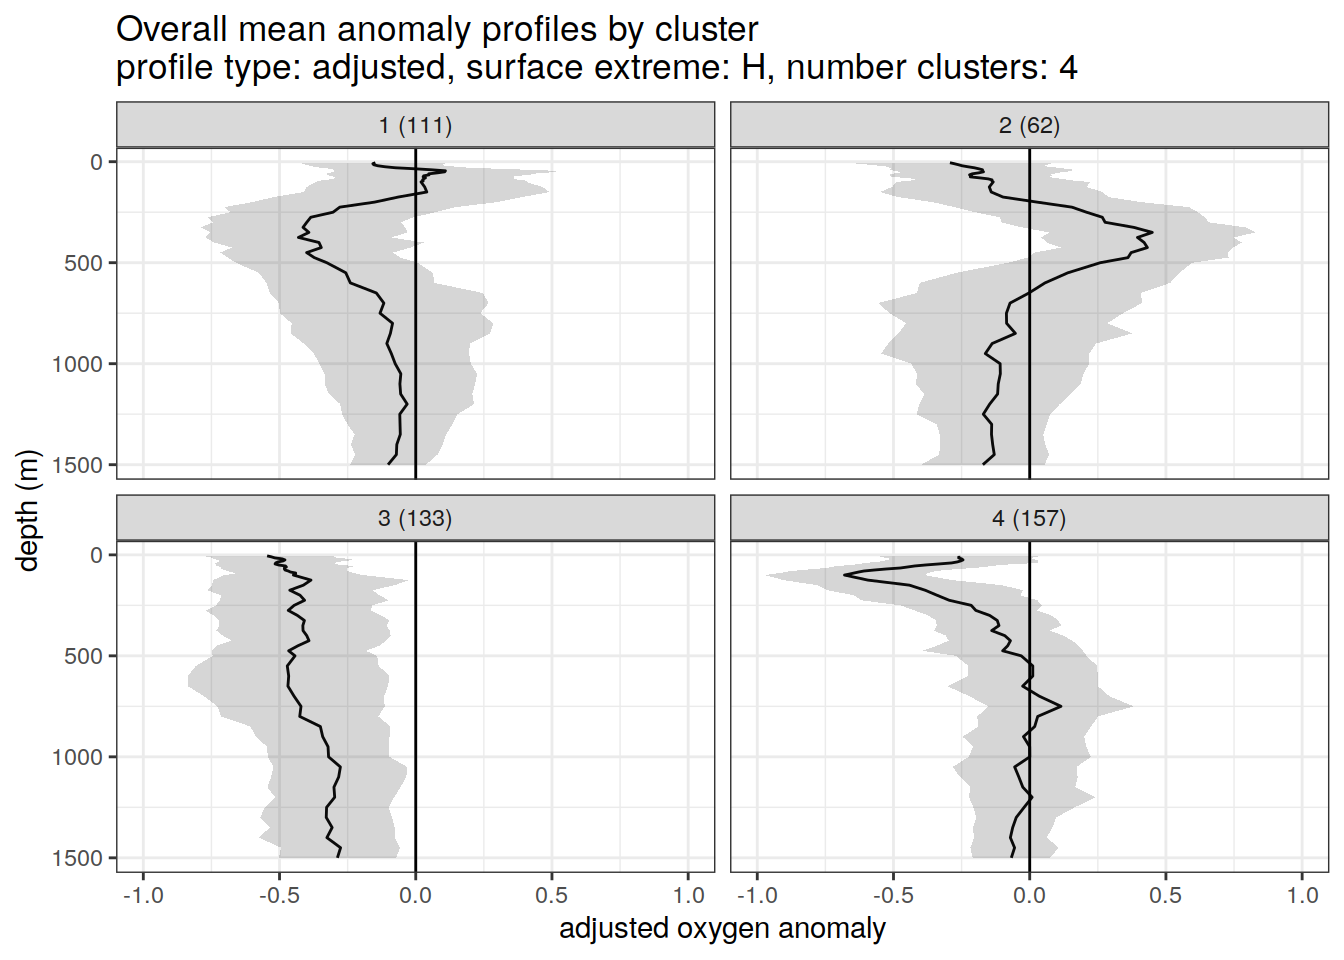 Overall mean anomaly profiles by cluster
profile type: adjusted, surface extreme: H, number clusters: 4
1 (111)
2 (62)
0
500
1000
1500
3 (133)
4 (157)
0
500
1000
1500
depth (m)
-1.0 -0.5 0.0 0.5 1.0
-1.0 -0.5 0.0 0.5 1.0
adjusted oxygen anomaly